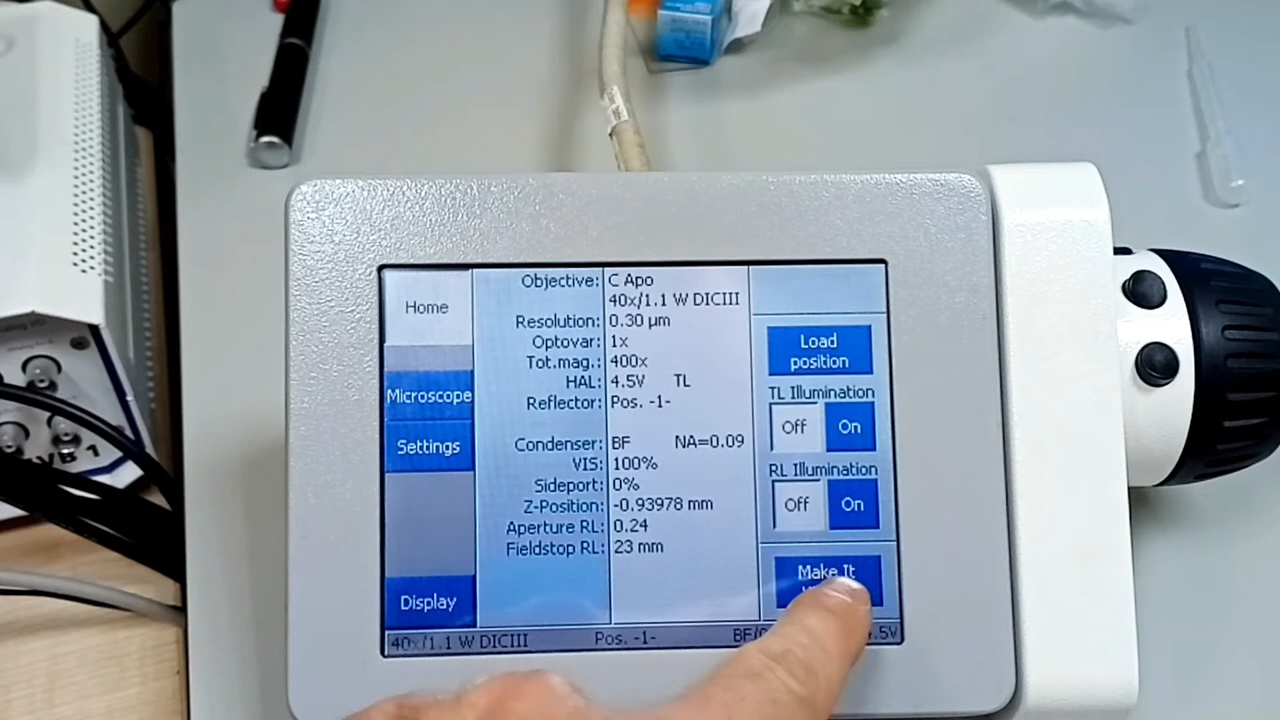 Home
Microscope
Settings
Display
Objective: C Apo
40x/1.1 W DICIII
Resolution: 0.30 µm
Optovar: 1x
Tot.mag.: 400x
HAL: 4.5V TL
Reflector: Pos. -1-
Condenser: BF NA=0.09
VIS: 100%
Sideport: 0%
Z-Position: -0.93978 mm
Aperture RL: 0.24
Fieldstop RL: 23 mm
Load
position
TL Illumination
Off On
RL Illumination
Off On
Make It
40x/1.1 W DICIII Pos. -1-